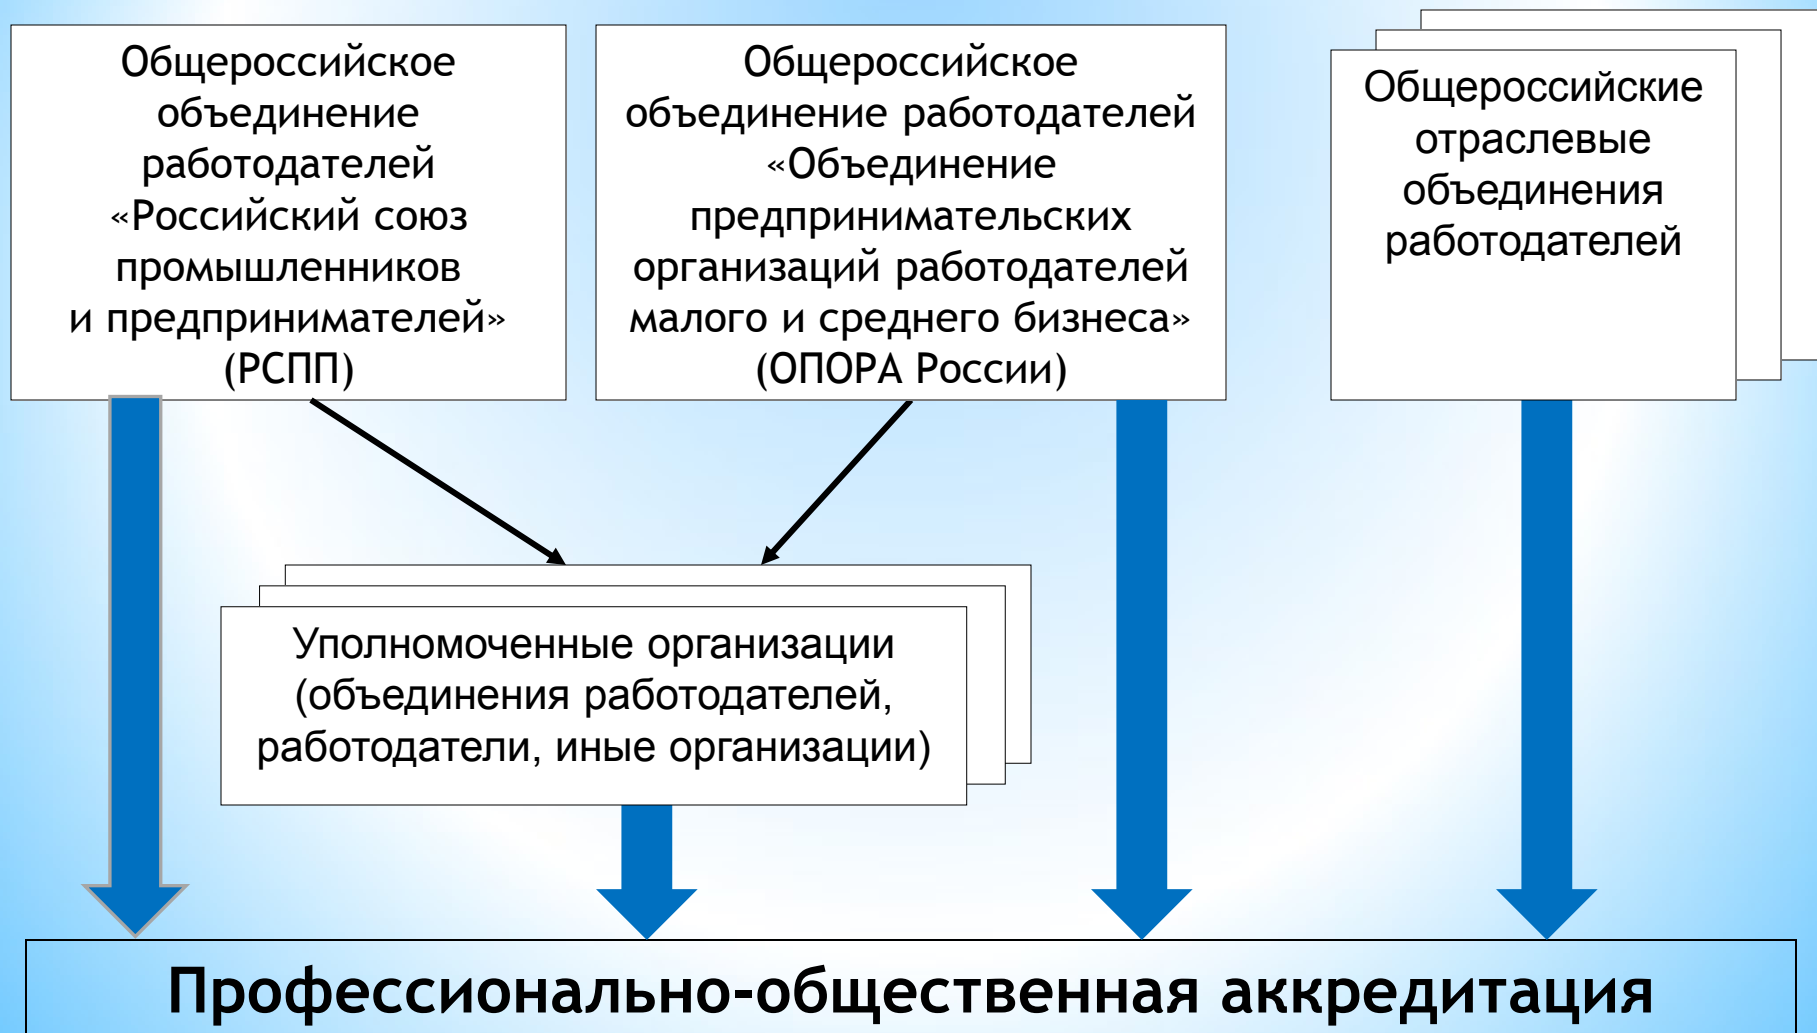 Общероссийское
объединение
работодателей
«Российский союз
промышленников
и предпринимателей»
(РСПП)
Общероссийское
объединение работодателей
«Объединение
предпринимательских
организаций работодателей
малого и среднего бизнеса»
(ОПОРА России)
Общероссийские
отраслевые
объединения
работодателей
Уполномоченные организации
(объединения работодателей,
работодатели, иные организации)
Профессионально-общественная аккредитация